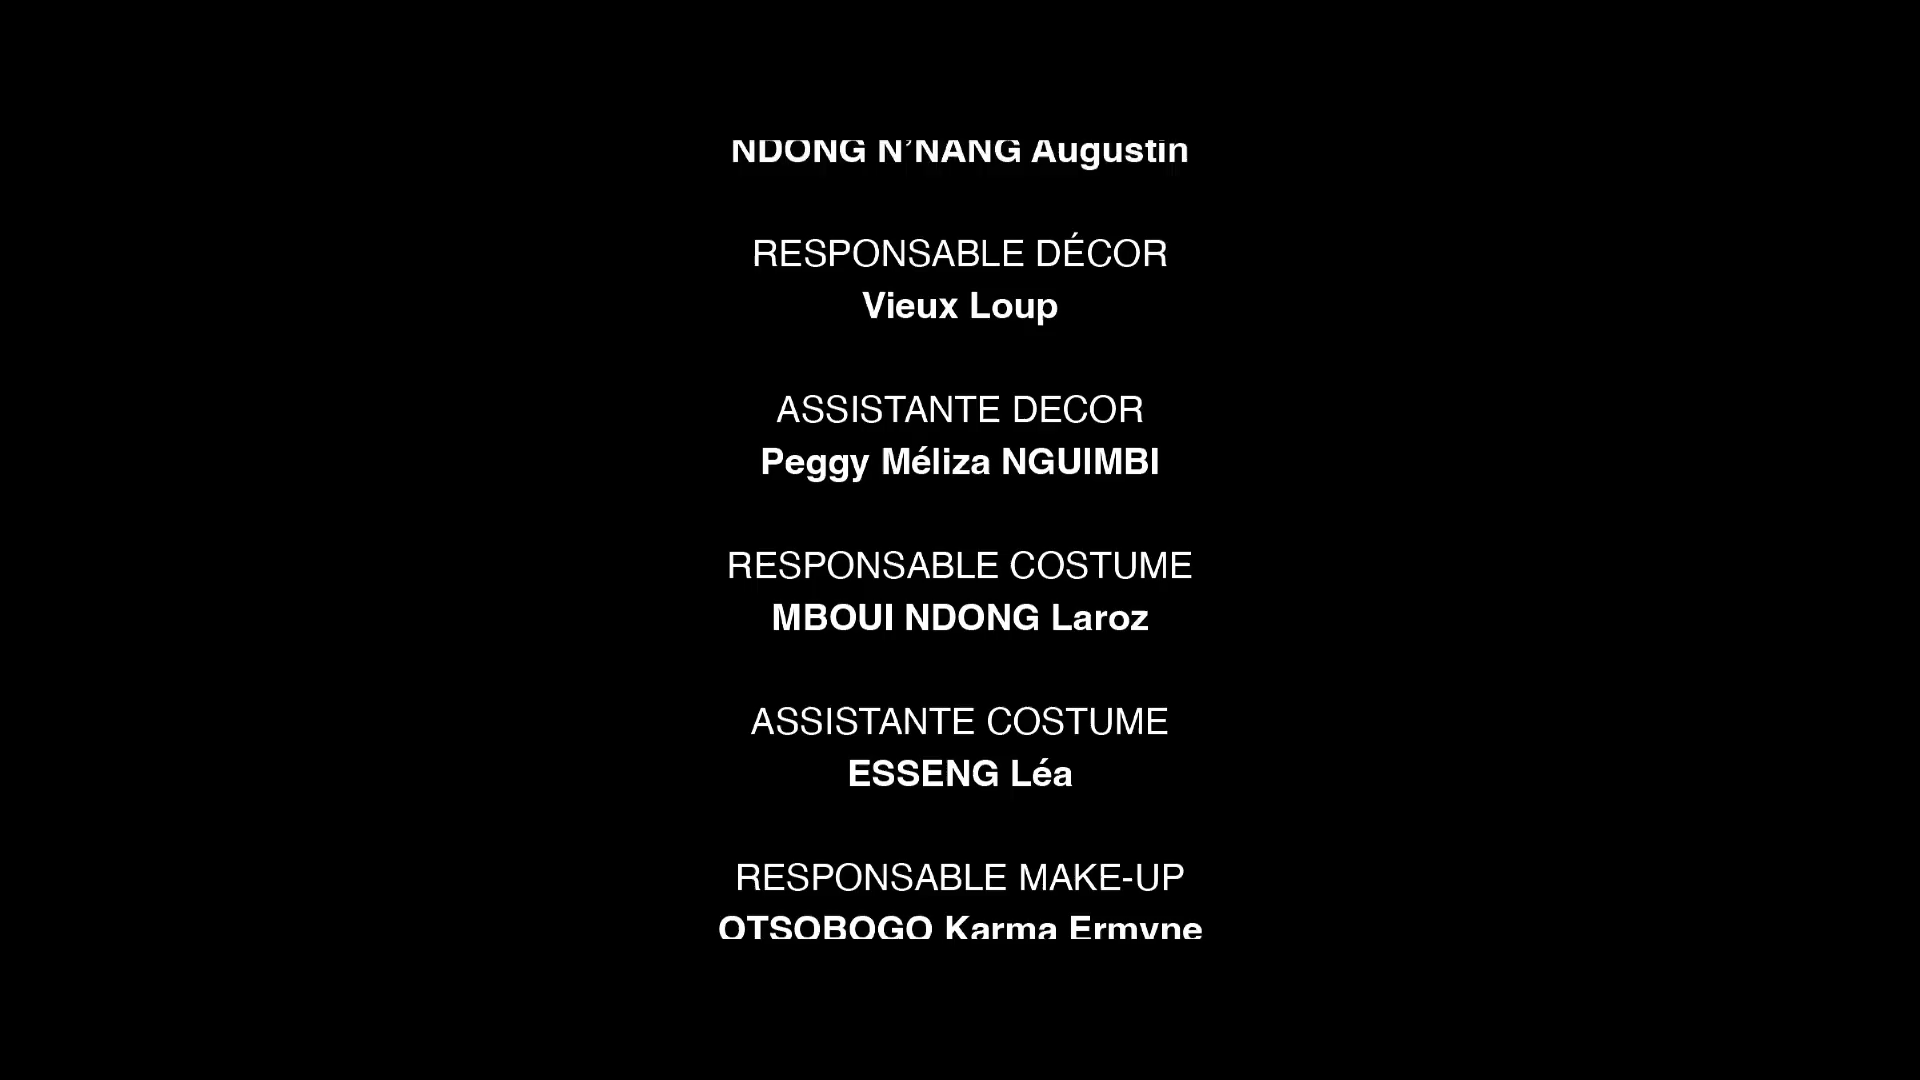 NDONG N’NANG Augustin
RESPONSABLE DÉCOR
Vieux Loup
ASSISTANTE DECOR
Peggy Méliza NGUIMBI
RESPONSABLE COSTUME
MBOUI NDONG Laroz
ASSISTANTE COSTUME
ESSENG Léa
RESPONSABLE MAKE-UP
OTSOBOGO Karma Ermyne